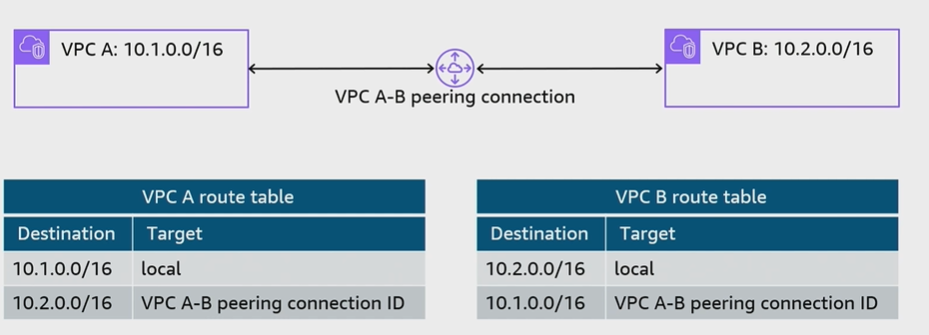 VPC A: 10.1.0.0/16
VPC B: 10.2.0.0/16
VPC A-B peering connection
VPC A route table
Destination Target
10.1.0.0/16 local
10.2.0.0/16 VPC A-B peering connection ID
VPC B route table
Destination Target
10.2.0.0/16 local
10.1.0.0/16 VPC A-B peering connection ID